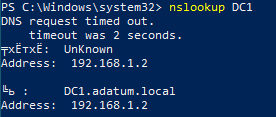 PS C:\Windows\system32> nslookup DC1
DNS request timed out.
    timeout was 2 seconds.
╤хЁтхЁ:  UnKnown
Address:  192.168.1.2

╚ь :     DC1.adatum.local
Address:  192.168.1.2